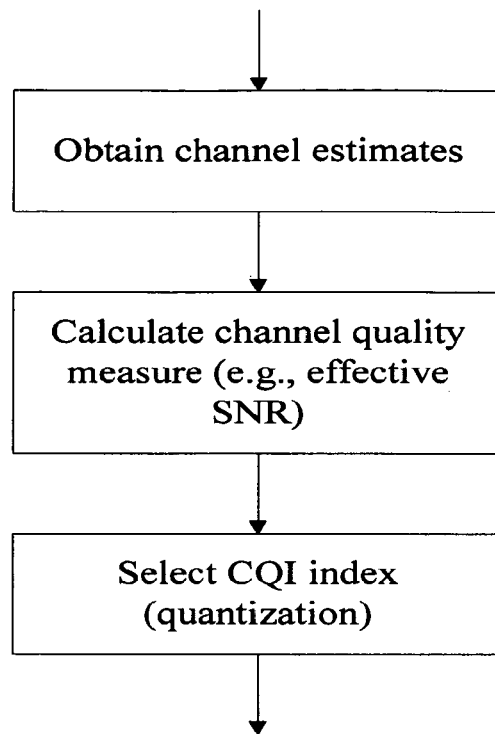 Obtain channel estimates
Calculate channel quality
measure (e.g., effective
SNR)
Select CQI index
(quantization)